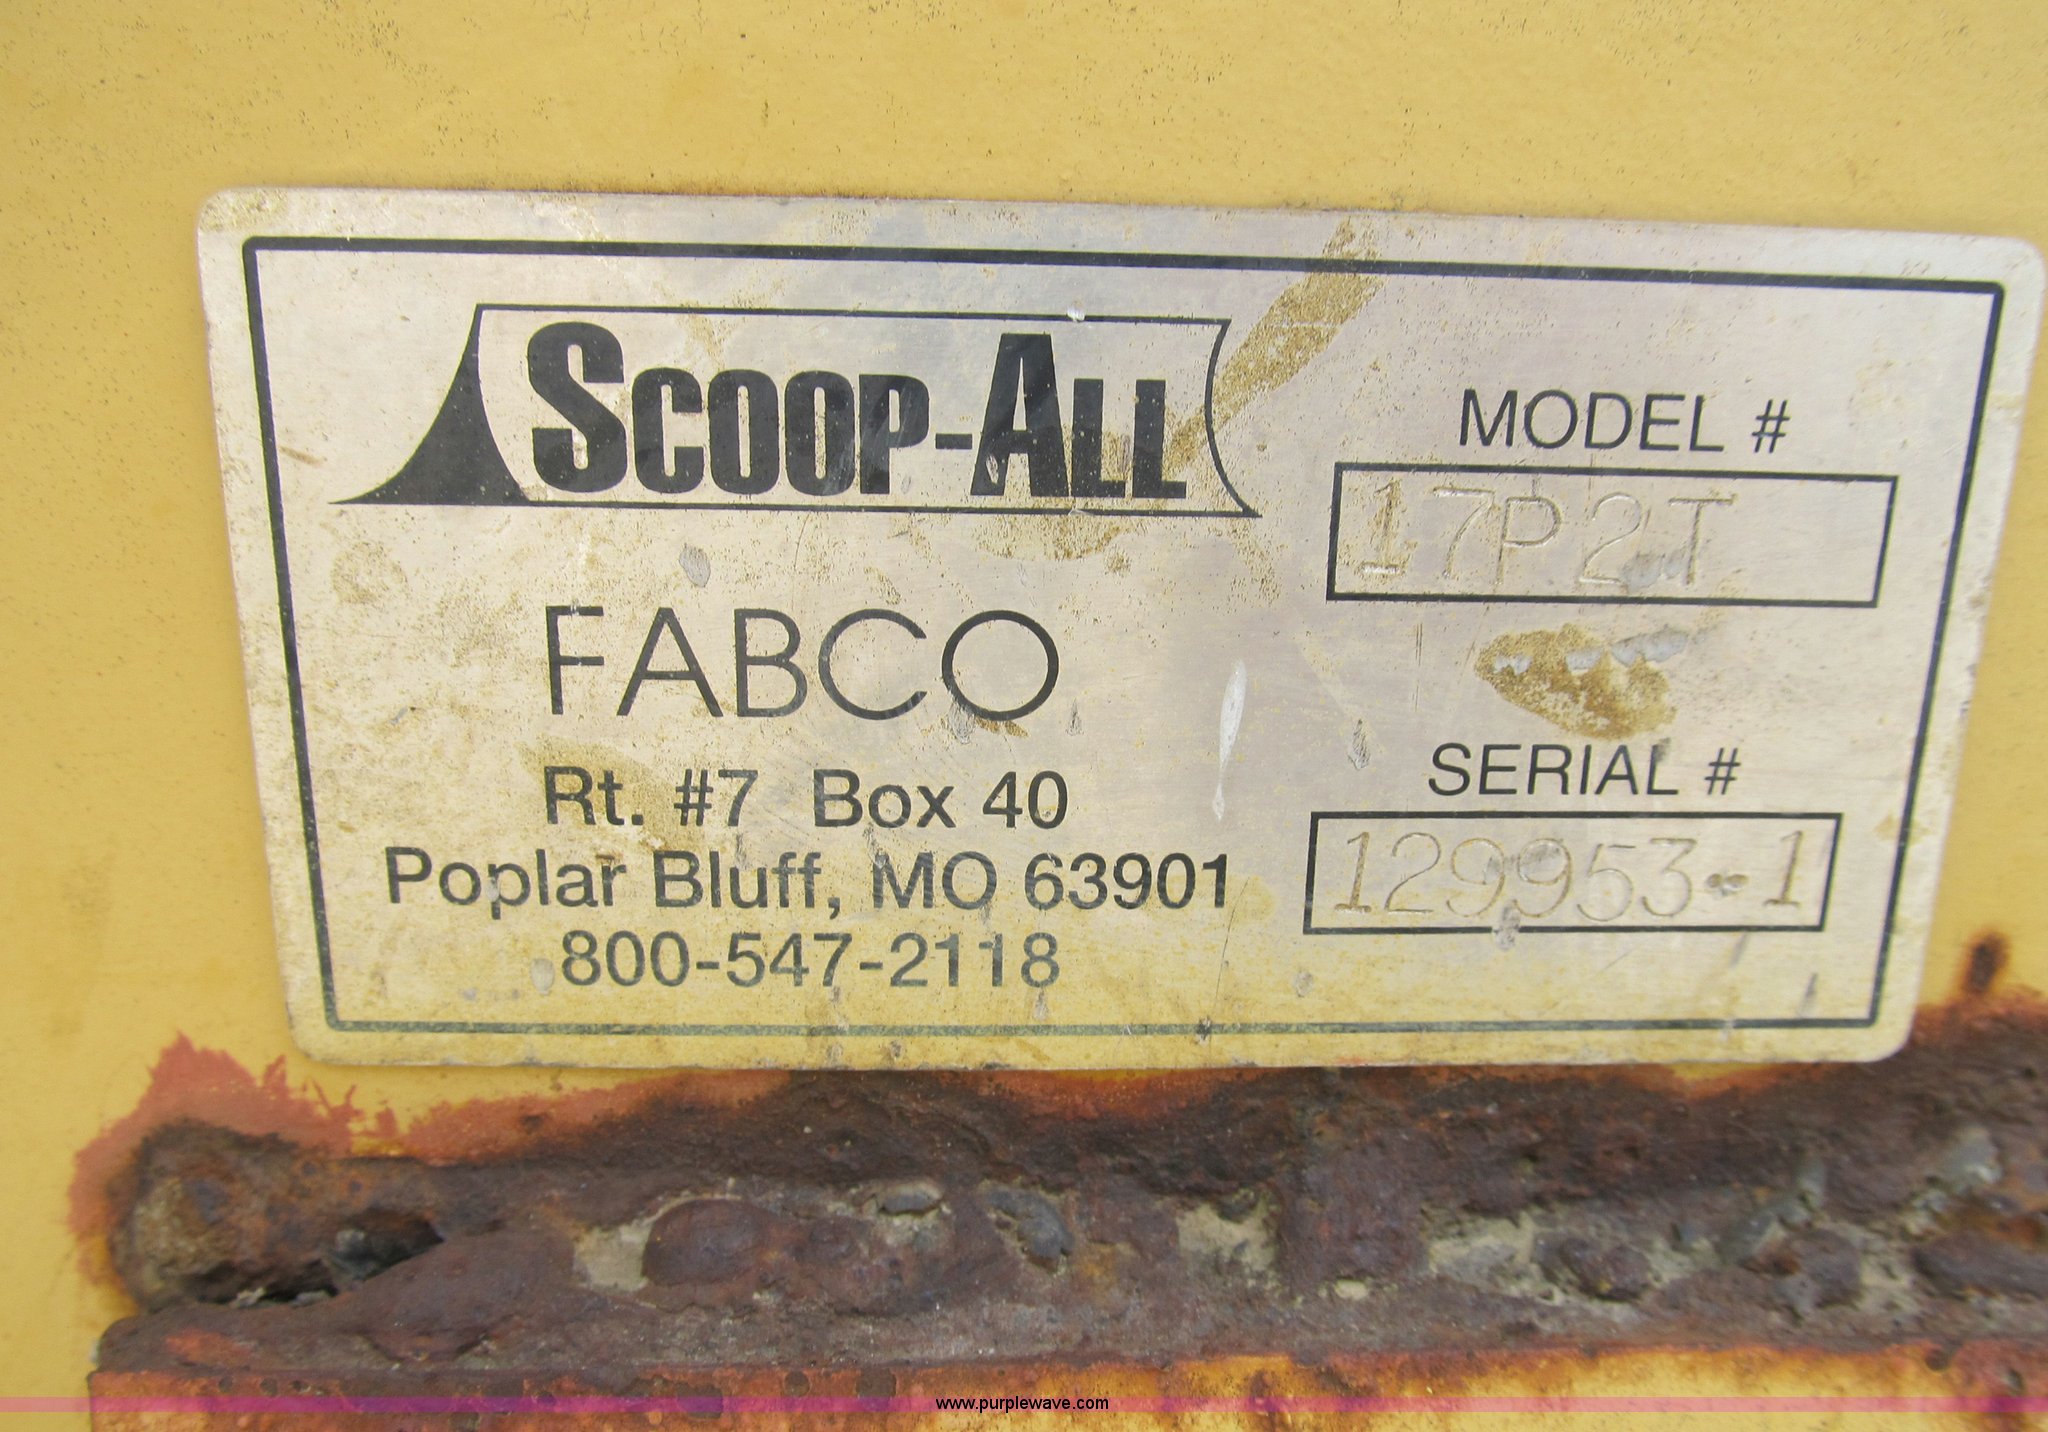 SCOOP-ALL
FABCO
Rt. #7 Box 40
Poplar Bluff, MO 63901
800-547-2118
MODEL #
17P2T
SERIAL #
129953-1
www.purplewave.com